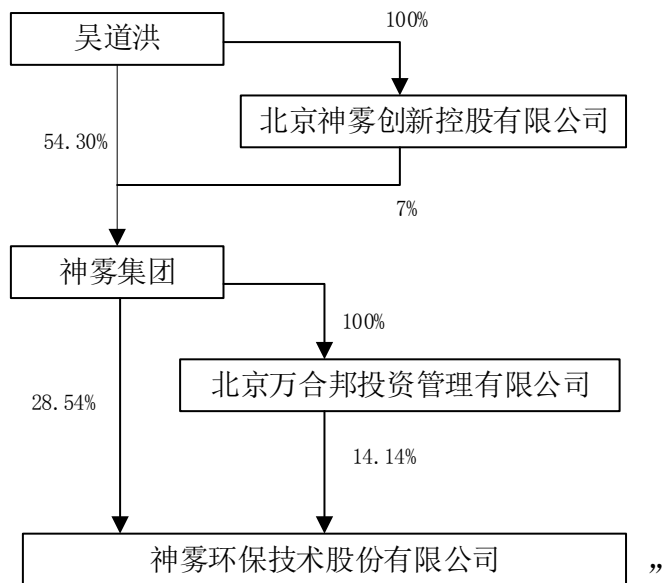 吴道洪
100%
北京神雾创新控股有限公司
54.30%
7%
神雾集团
100%
北京万合邦投资管理有限公司
28.54%
14.14%
神雾环保技术股份有限公司 ”